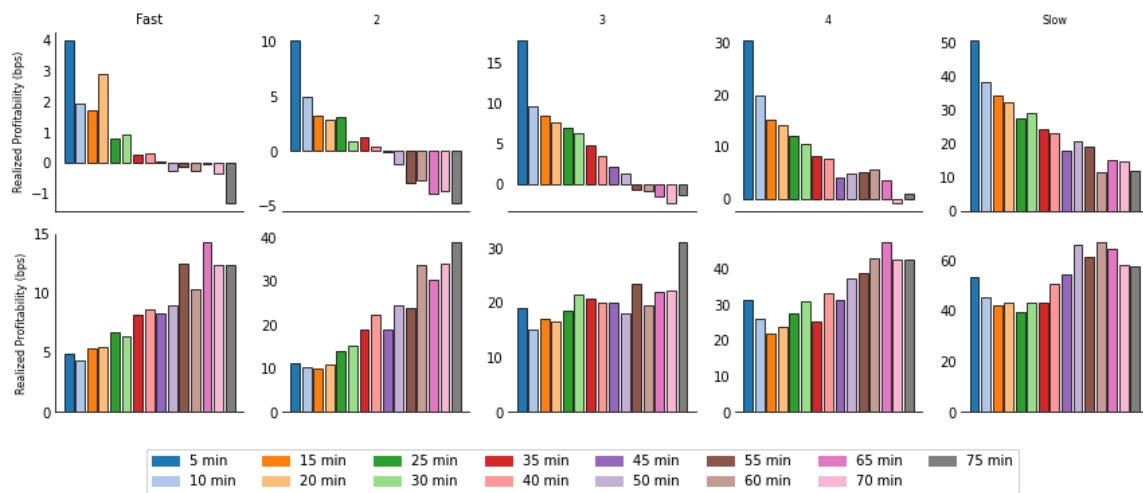 Fast 2 3 4 Slow
Realized Profitability (bps)
4 3 2 1 0 −1
10 5 0 −5
15 10 5 0
30 20 10 0
50 40 30 20 10 0
Realized Profitability (bps)
15 10 5 0
40 30 20 10 0
30 20 10 0
40 30 20 10 0
60 40 20 0
5 min 15 min 25 min 35 min 45 min 55 min 65 min 75 min
10 min 20 min 30 min 40 min 50 min 60 min 70 min